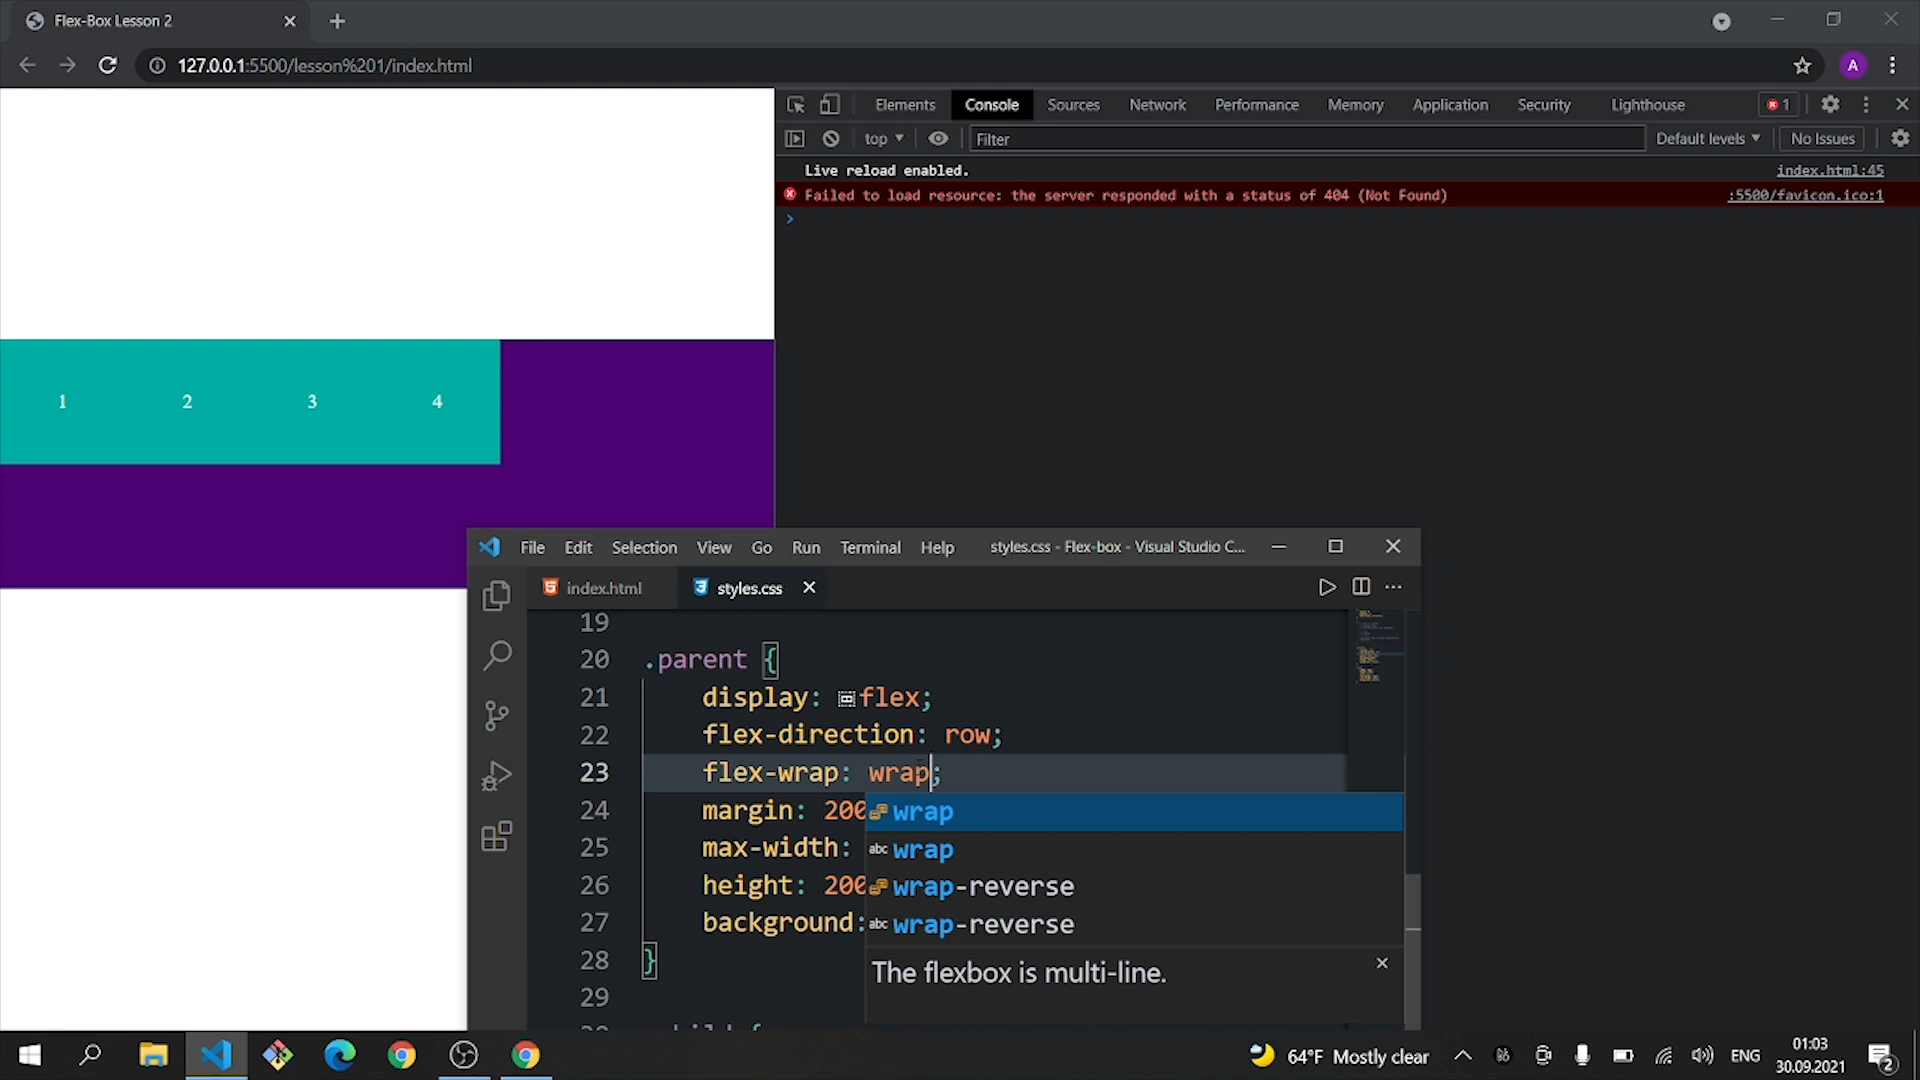 Flex-Box Lesson 2
127.0.0.1:5500/lesson%201/index.html
A
Elements Console Sources Network Performance Memory Application Security Lighthouse 1
top Filter Default levels No Issues
Live reload enabled. index.html:45
Failed to load resource: the server responded with a status of 404 (Not Found) :5500/favicon.ico:1
>
1 2 3 4
File Edit Selection View Go Run Terminal Help styles.css - Flex-box - Visual Studio C...
index.html styles.css
19
20 .parent {
21 display: flex;
22 flex-direction: row;
23 flex-wrap: wrap;
24 margin: 200
wrap
25 max-width:
abc wrap
26 height: 200
wrap-reverse
27 background:
abc wrap-reverse
28 }
The flexbox is multi-line.
29
64°F Mostly clear ENG 01:03
30.09.2021
2